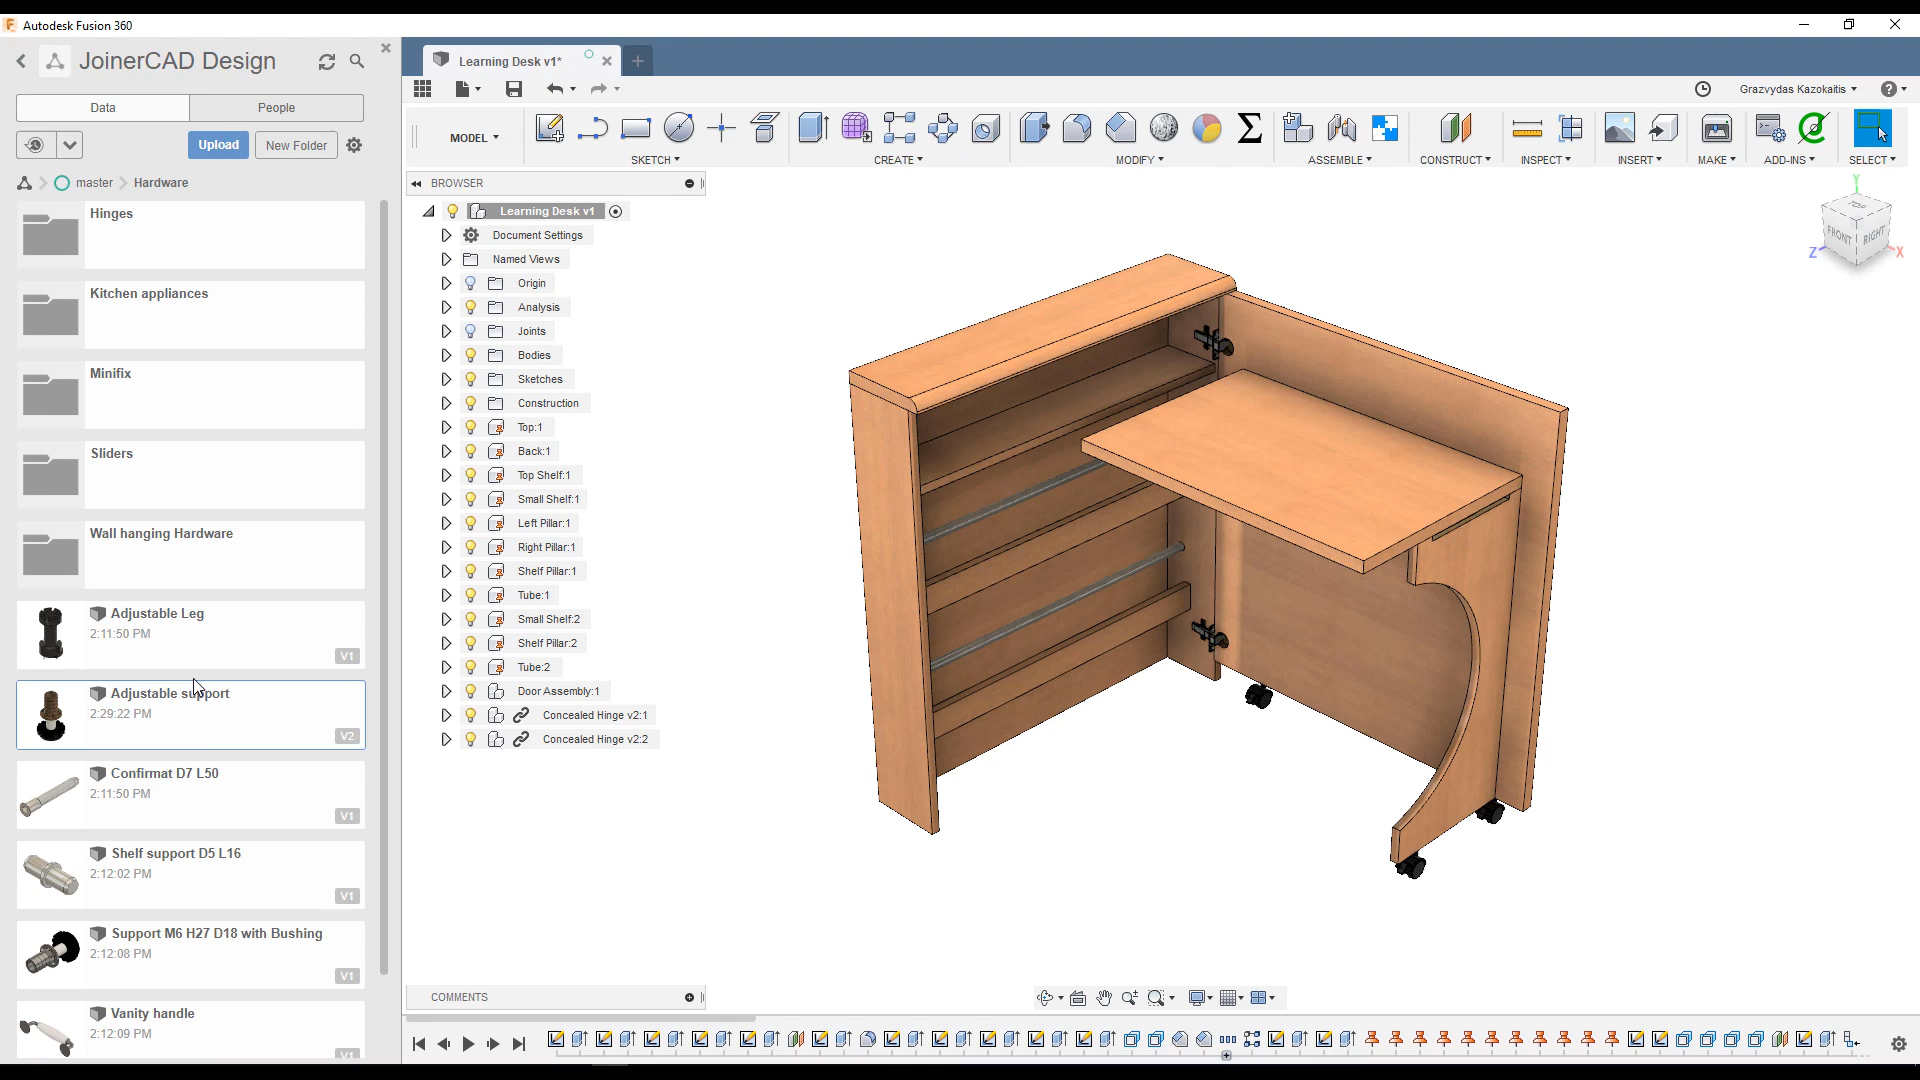 Autodesk Fusion 360
JoinerCAD Design
Data
People
Upload
New Folder
master
Hardware
Hinges
Kitchen appliances
Minifix
Sliders
Wall hanging Hardware
Adjustable Leg
2:11:50 PM
V1
Adjustable support
2:29:22 PM
V2
Confirmat D7 L50
2:11:50 PM
V1
Shelf support D5 L16
2:12:02 PM
V1
Support M6 H27 D18 with Bushing
2:12:08 PM
V1
Vanity handle
2:12:09 PM
V1
Learning Desk v1*
Grazvydas Kazokaitis
MODEL
SKETCH
CREATE
MODIFY
ASSEMBLE
CONSTRUCT
INSPECT
INSERT
MAKE
ADD-INS
SELECT
BROWSER
Learning Desk v1
Document Settings
Named Views
Origin
Analysis
Joints
Bodies
Sketches
Construction
Top:1
Back:1
Top Shelf:1
Small Shelf:1
Left Pillar:1
Right Pillar:1
Shelf Pillar:1
Tube:1
Small Shelf:2
Shelf Pillar:2
Tube:2
Door Assembly:1
Concealed Hinge v2:1
Concealed Hinge v2:2
Y
TOP
FRONT
RIGHT
Z
X
COMMENTS